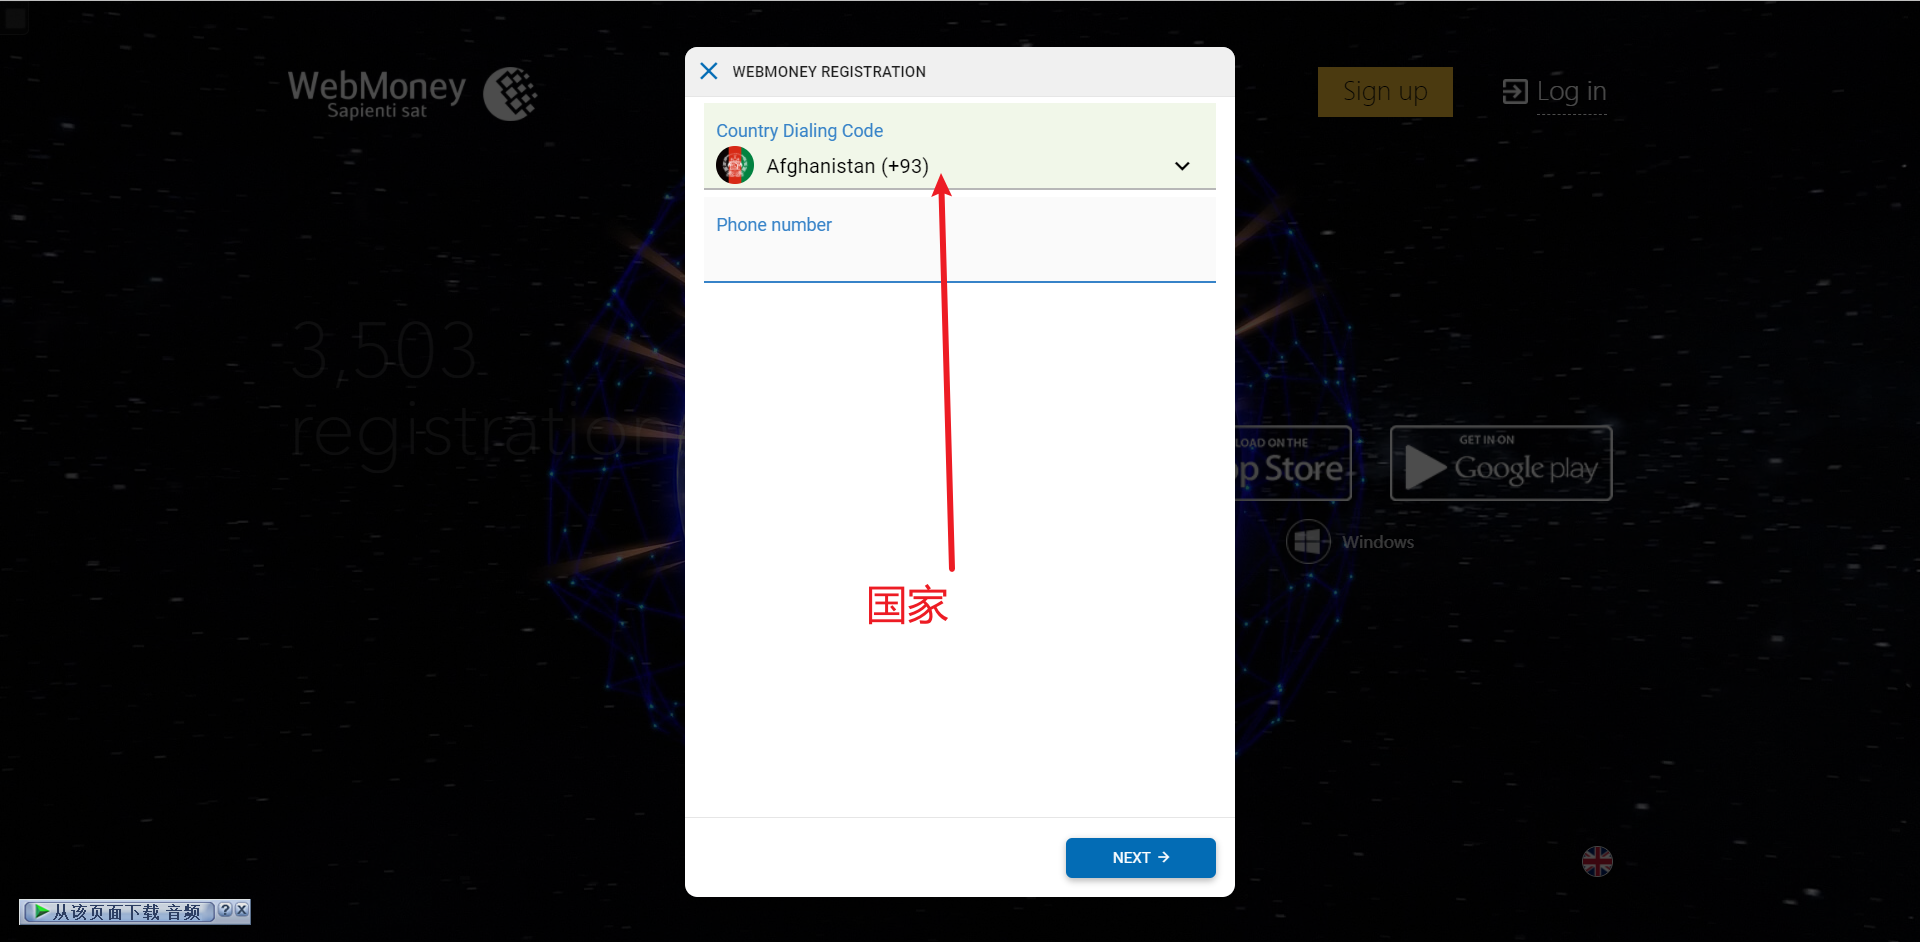 WebMoney
Sapienti sat
WEBMONEY REGISTRATION
Sign up
Log in
Country Dialing Code
Afghanistan (+93)
Phone number
3,503
registration
LOAD ON THE
p Store
GET IN ON
Google play
Windows
国家
NEXT
从该页面下载 音频